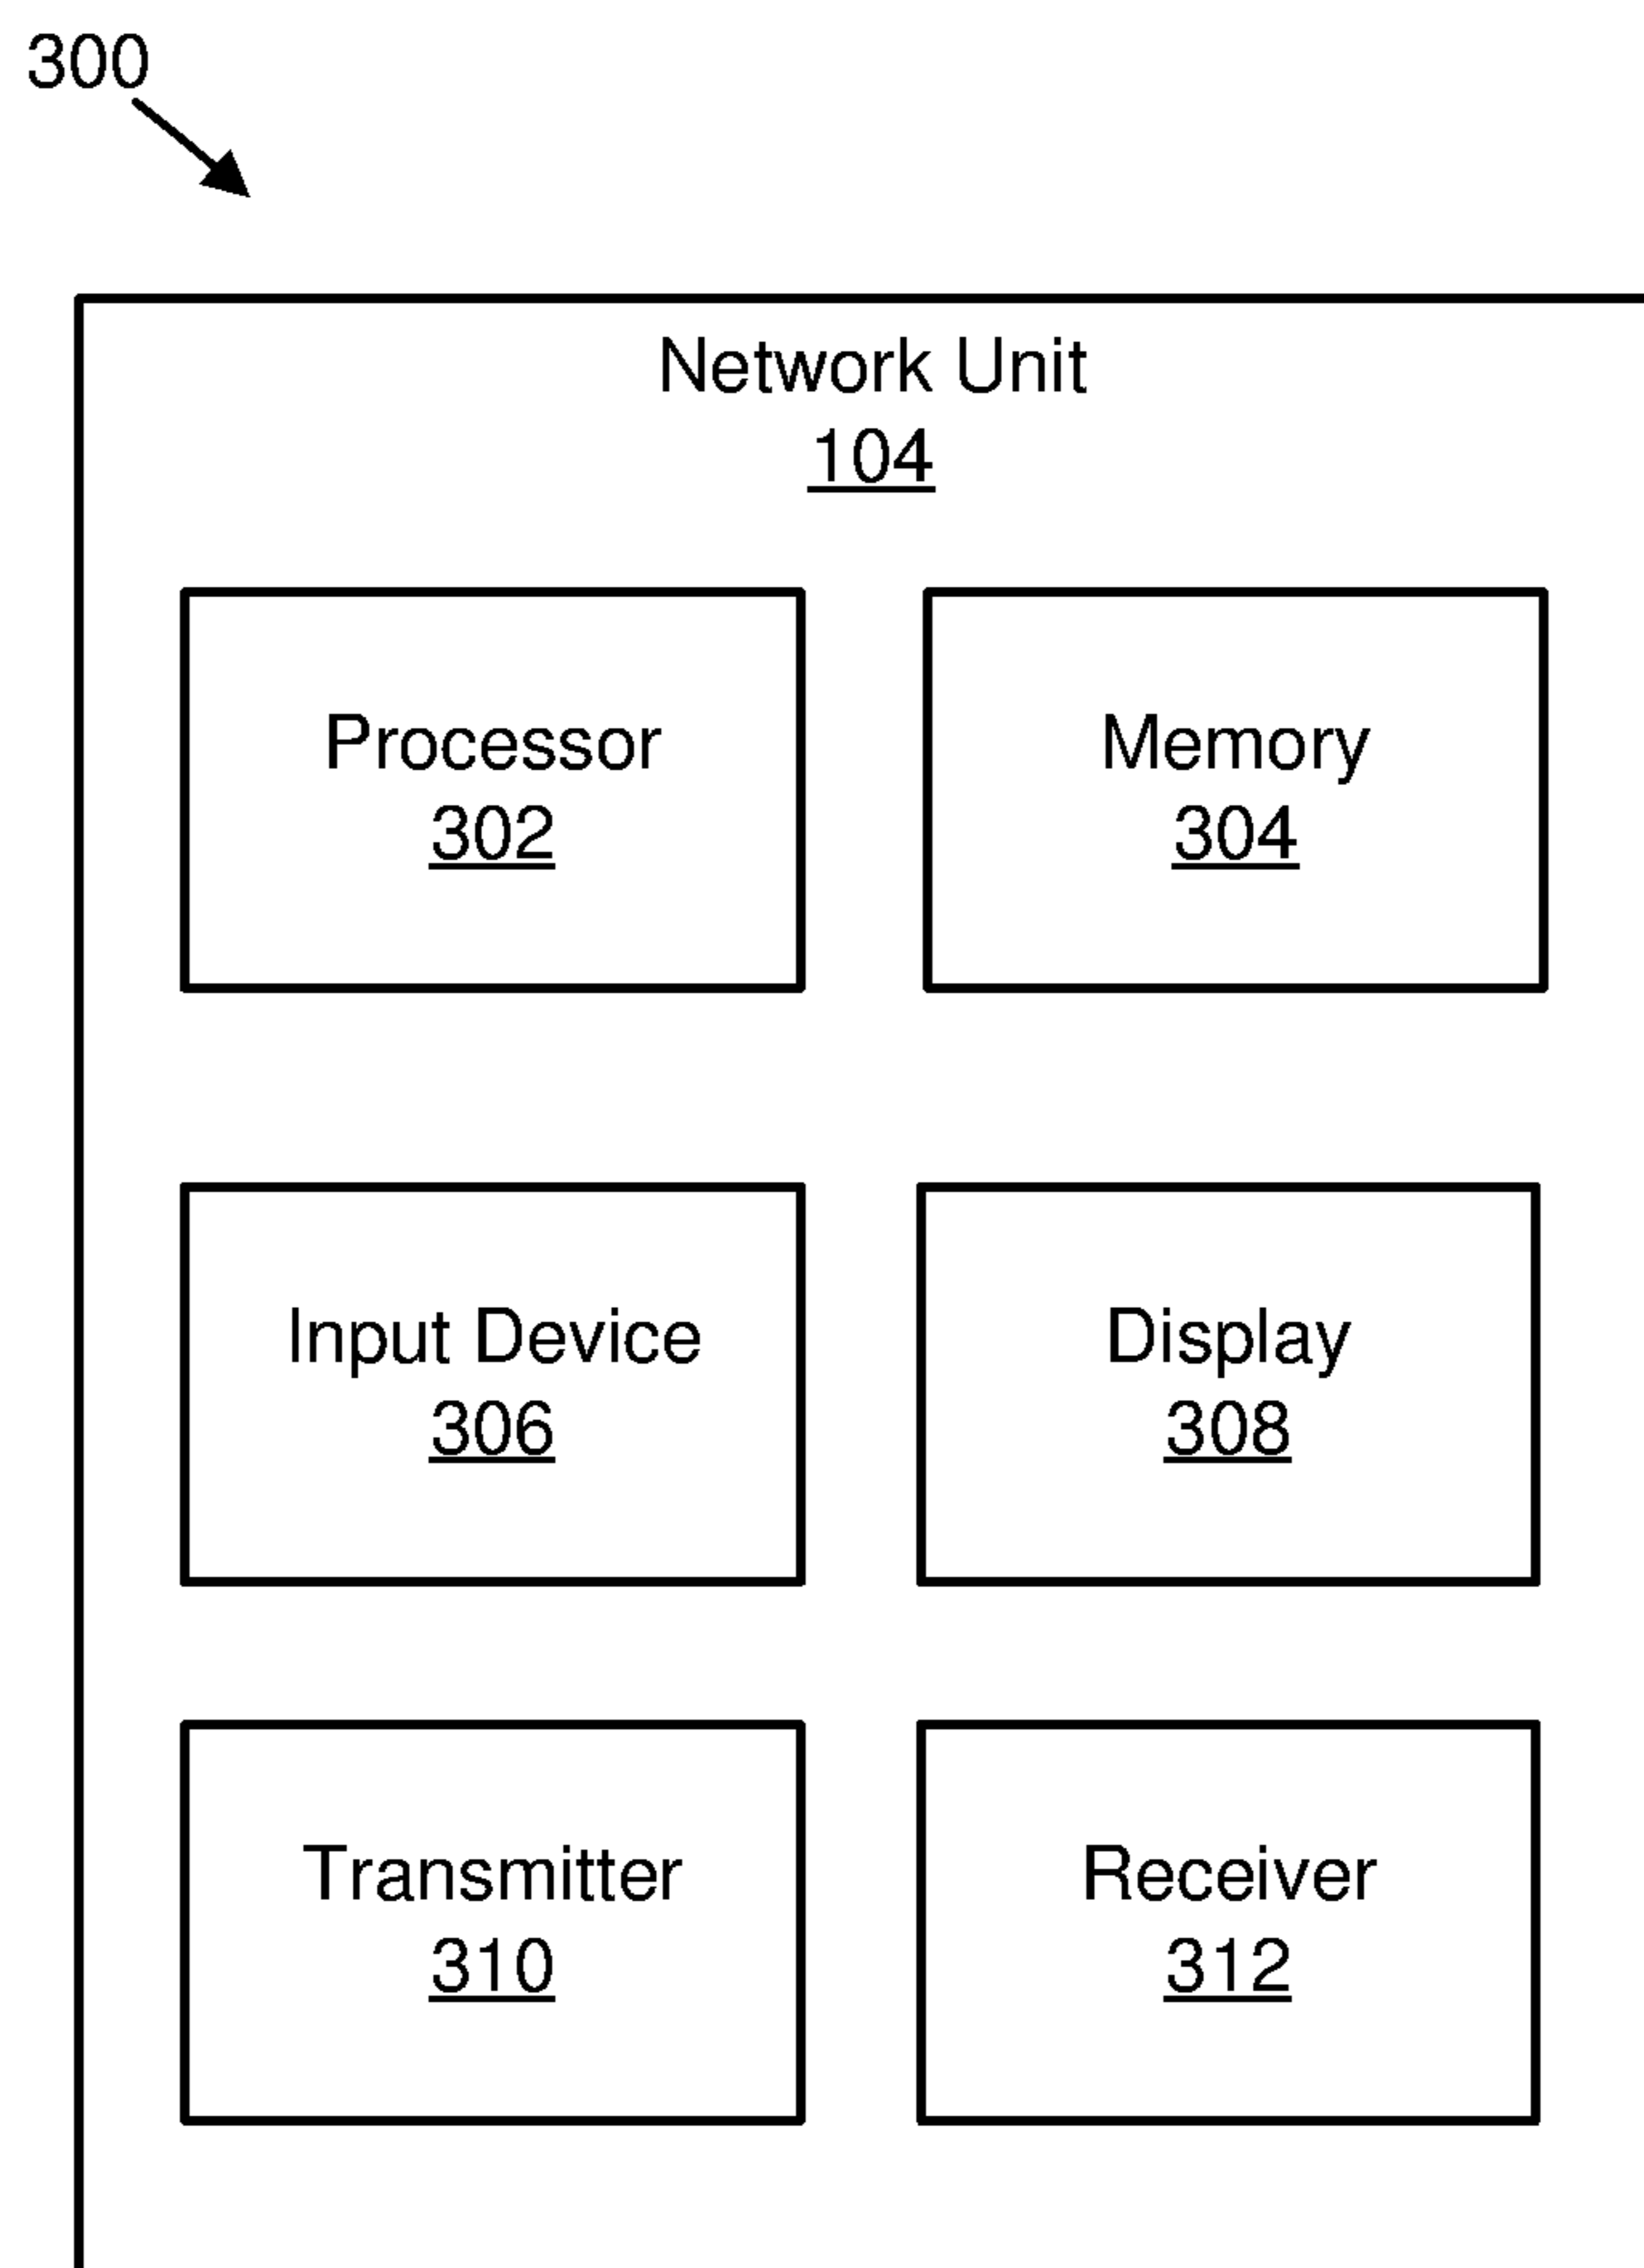 300
Network Unit
104
Processor
302
Memory
304
Input Device
306
Display
308
Transmitter
310
Receiver
312